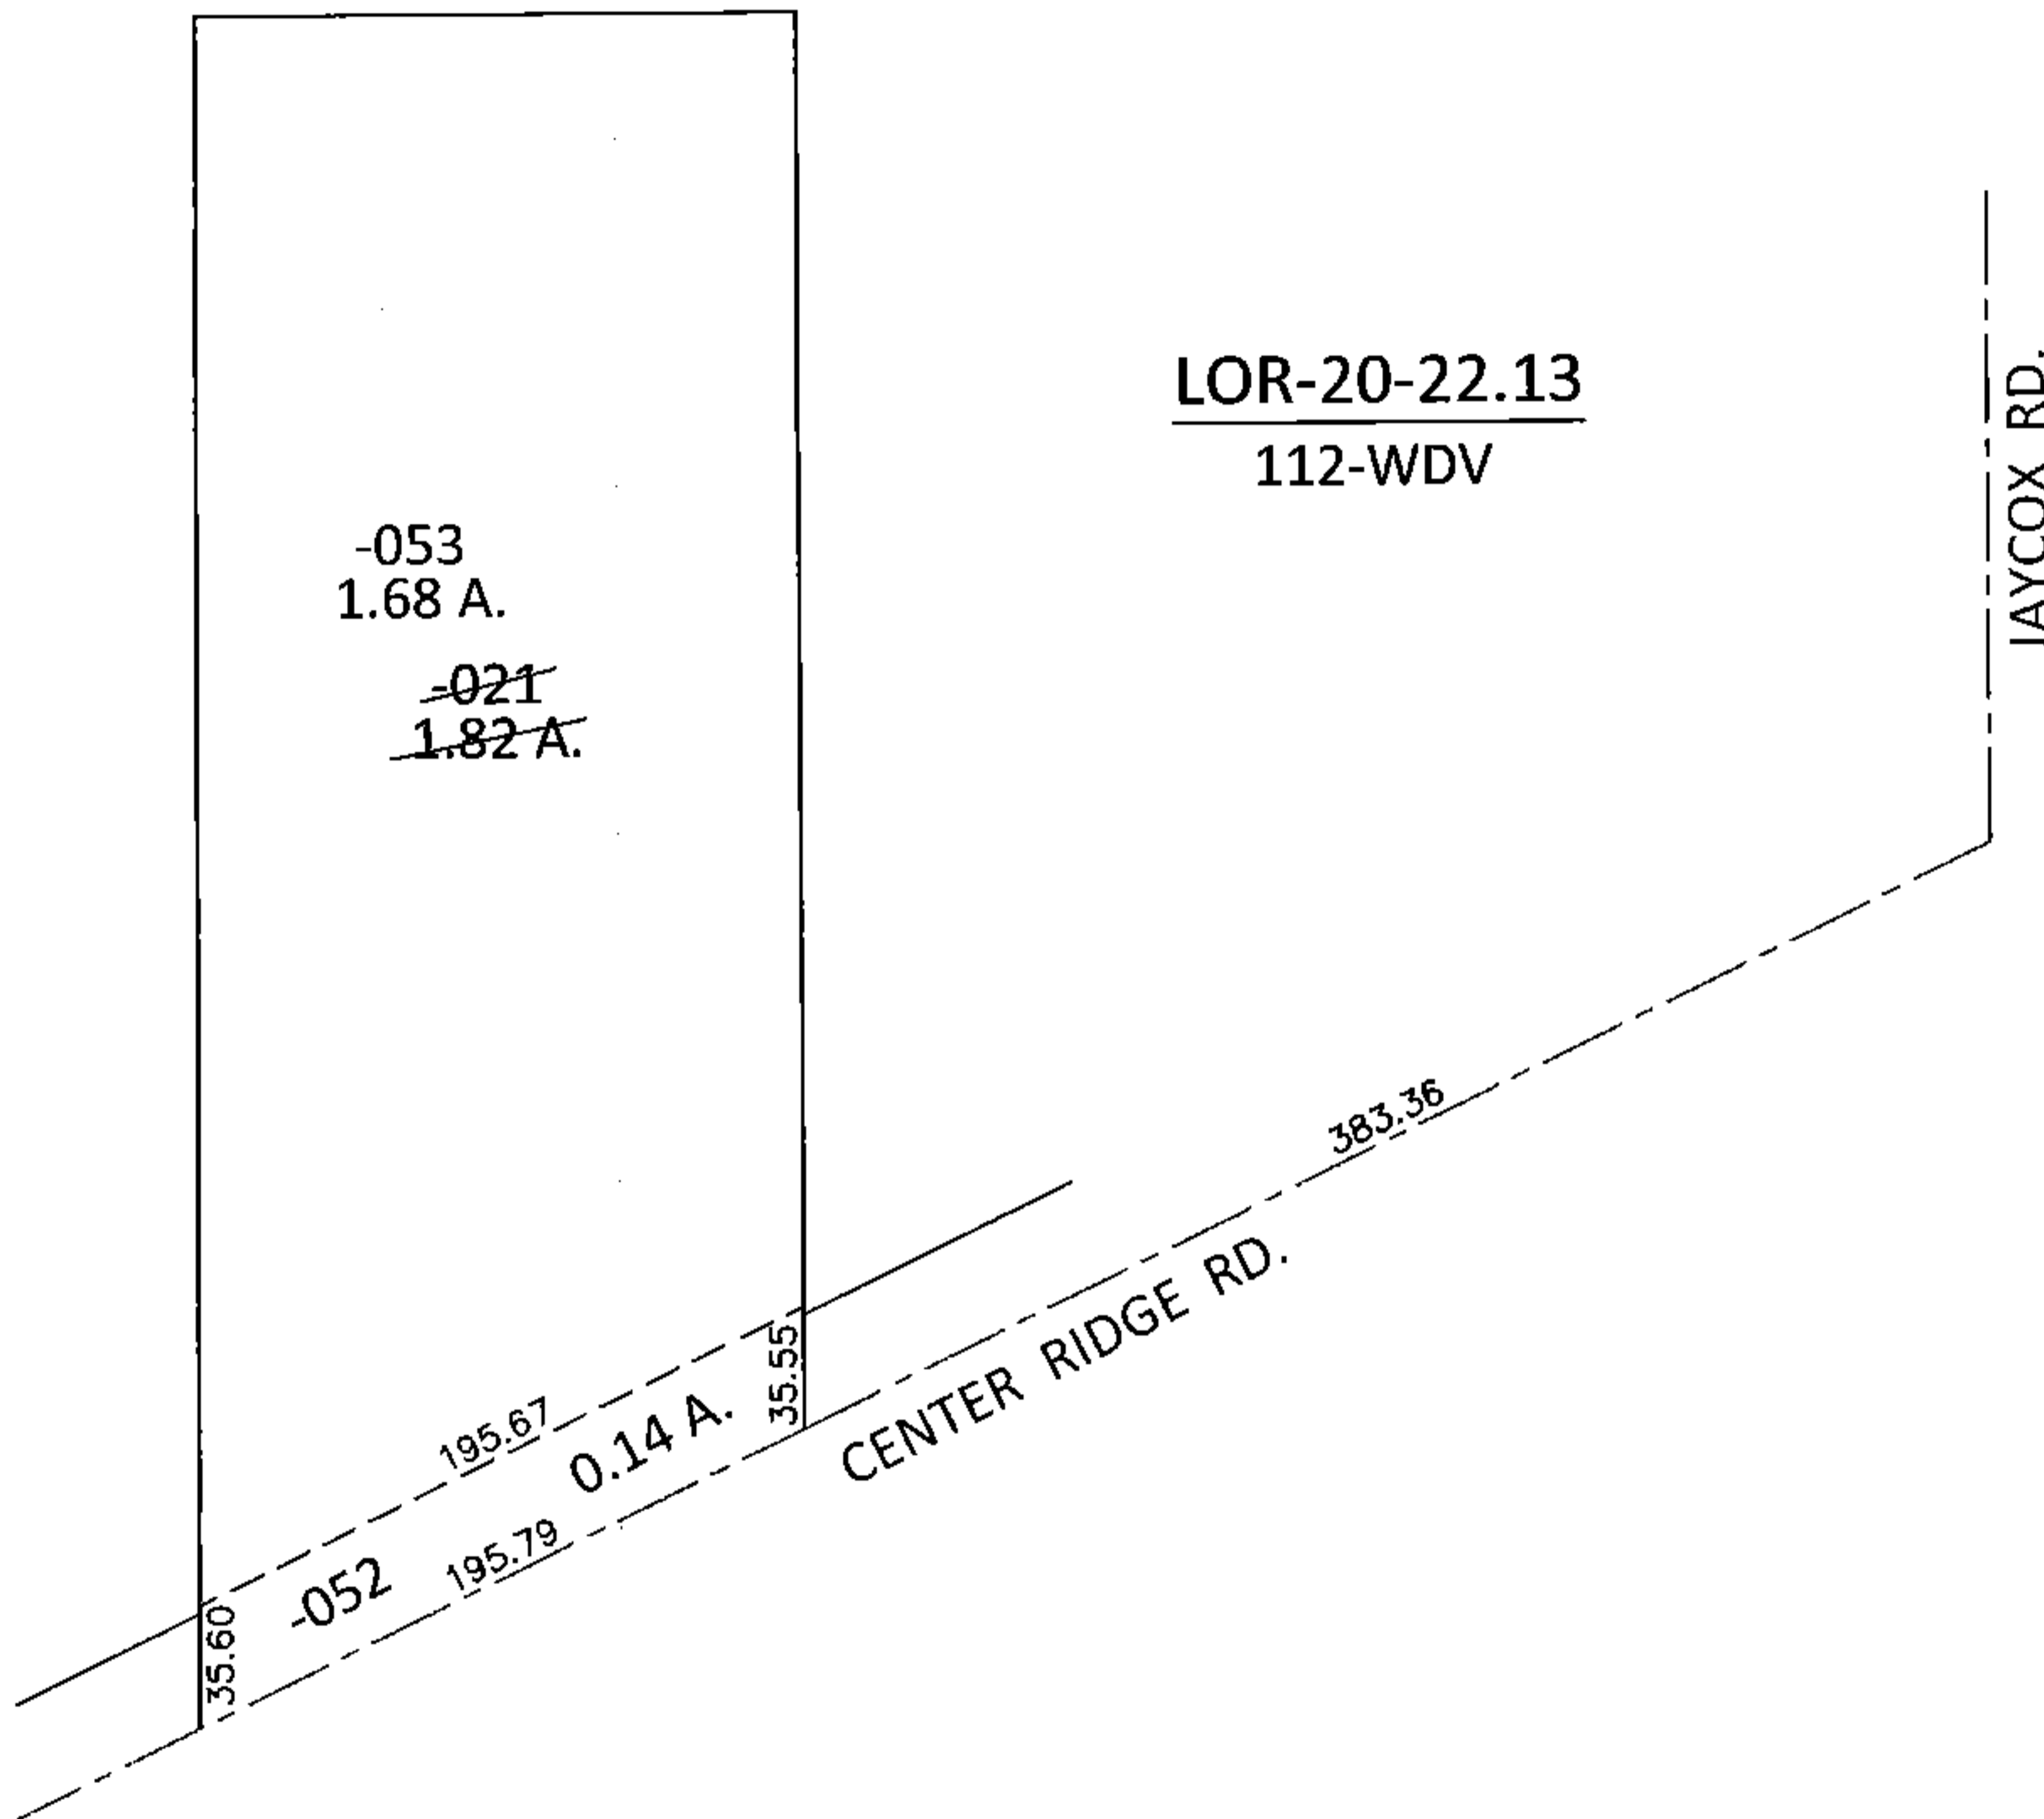 LOR-20-22.13
112-WDV
JAYCOX RD.
-053
1.68 A.
-021
1.82 A.
383.36
CENTER RIDGE RD.
35.55
195.67
0.14 A.
195.79
-052
35.60